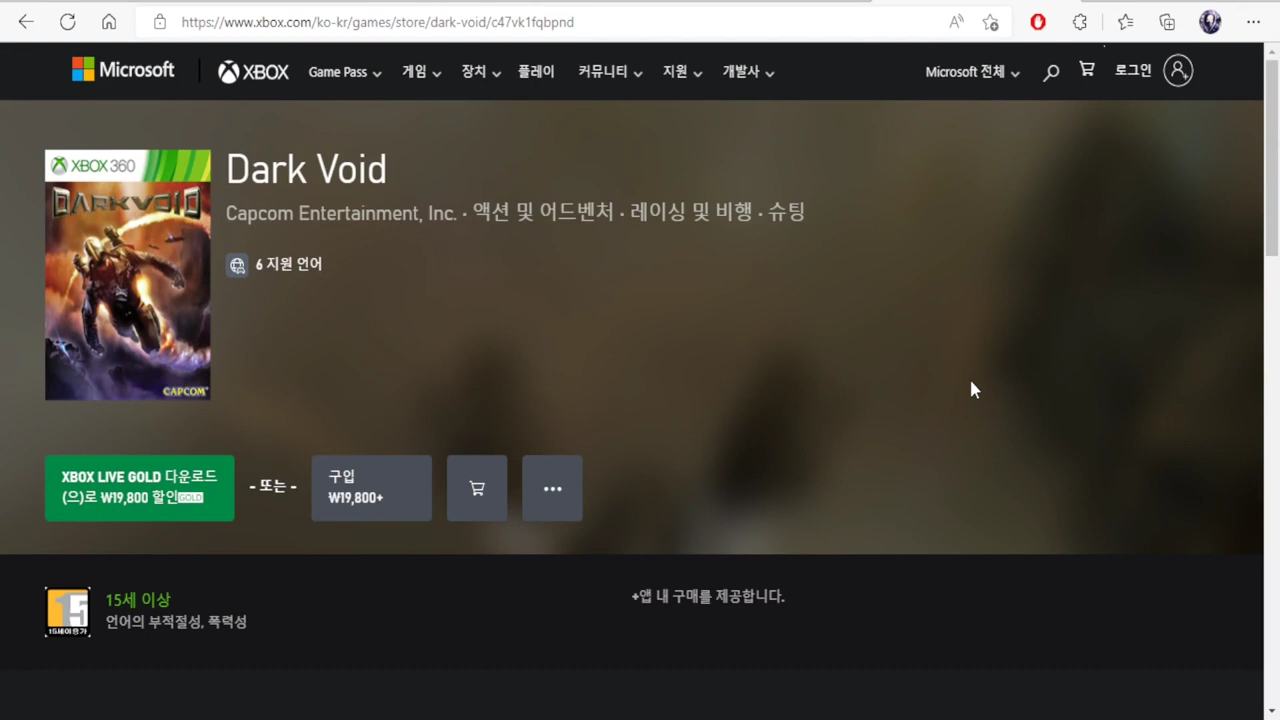 https://www.xbox.com/ko-kr/games/store/dark-void/c47vk1fqbpnd
Microsoft XBOX Game Pass 게임 장치 플레이 커뮤니티 지원 개발사 Microsoft 전체 로그인
XBOX 360
DARKVOID
CAPCOM
Dark Void
Capcom Entertainment, Inc. · 액션 및 어드벤처 · 레이싱 및 비행 · 슈팅
6 지원 언어
XBOX LIVE GOLD 다운로드
(으)로 ₩19,800 할인GOLD
- 또는 -
구입
₩19,800+
15
15세이용가
15세 이상
언어의 부적절성, 폭력성
+앱 내 구매를 제공합니다.